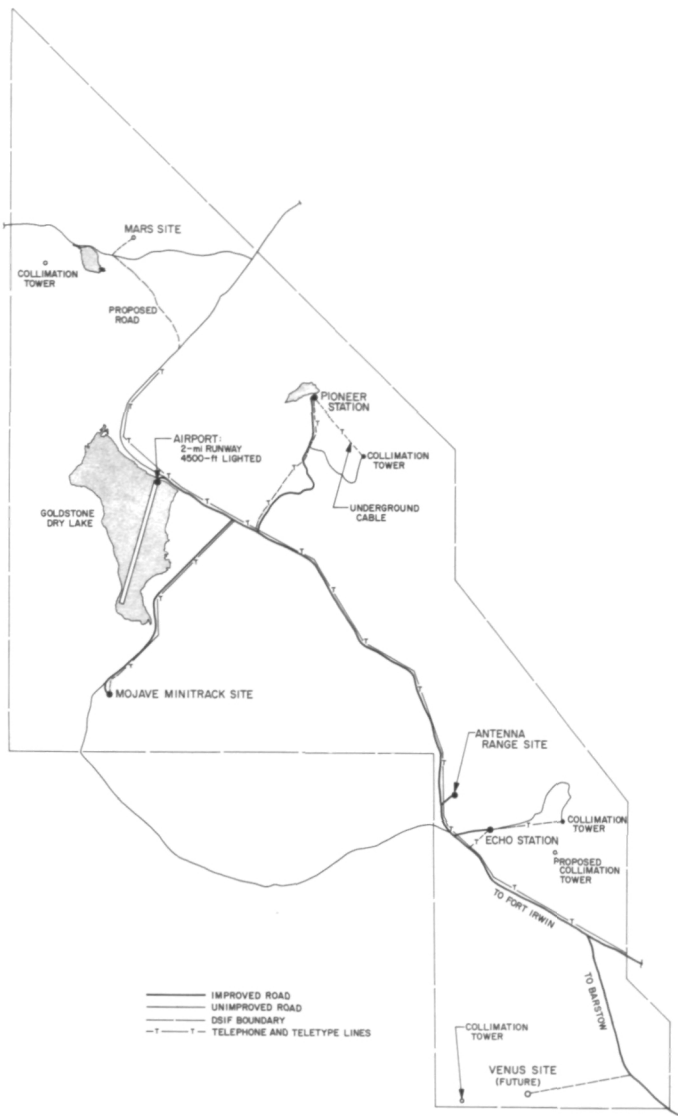 MARS SITE
COLLIMATION
TOWER
PROPOSED
ROAD
PIONEER
STATION
AIRPORT:
2-mi RUNWAY
4500-ft LIGHTED
COLLIMATION
TOWER
GOLDSTONE
DRY LAKE
UNDERGROUND
CABLE
MOJAVE MINITRACK SITE
ANTENNA
RANGE SITE
COLLIMATION
TOWER
ECHO STATION
PROPOSED
COLLIMATION
TOWER
TO FORT IRWIN
TO BARSTOW
IMPROVED ROAD
UNIMPROVED ROAD
DSIF BOUNDARY
T T TELEPHONE AND TELETYPE LINES
COLLIMATION
TOWER
VENUS SITE
(FUTURE)